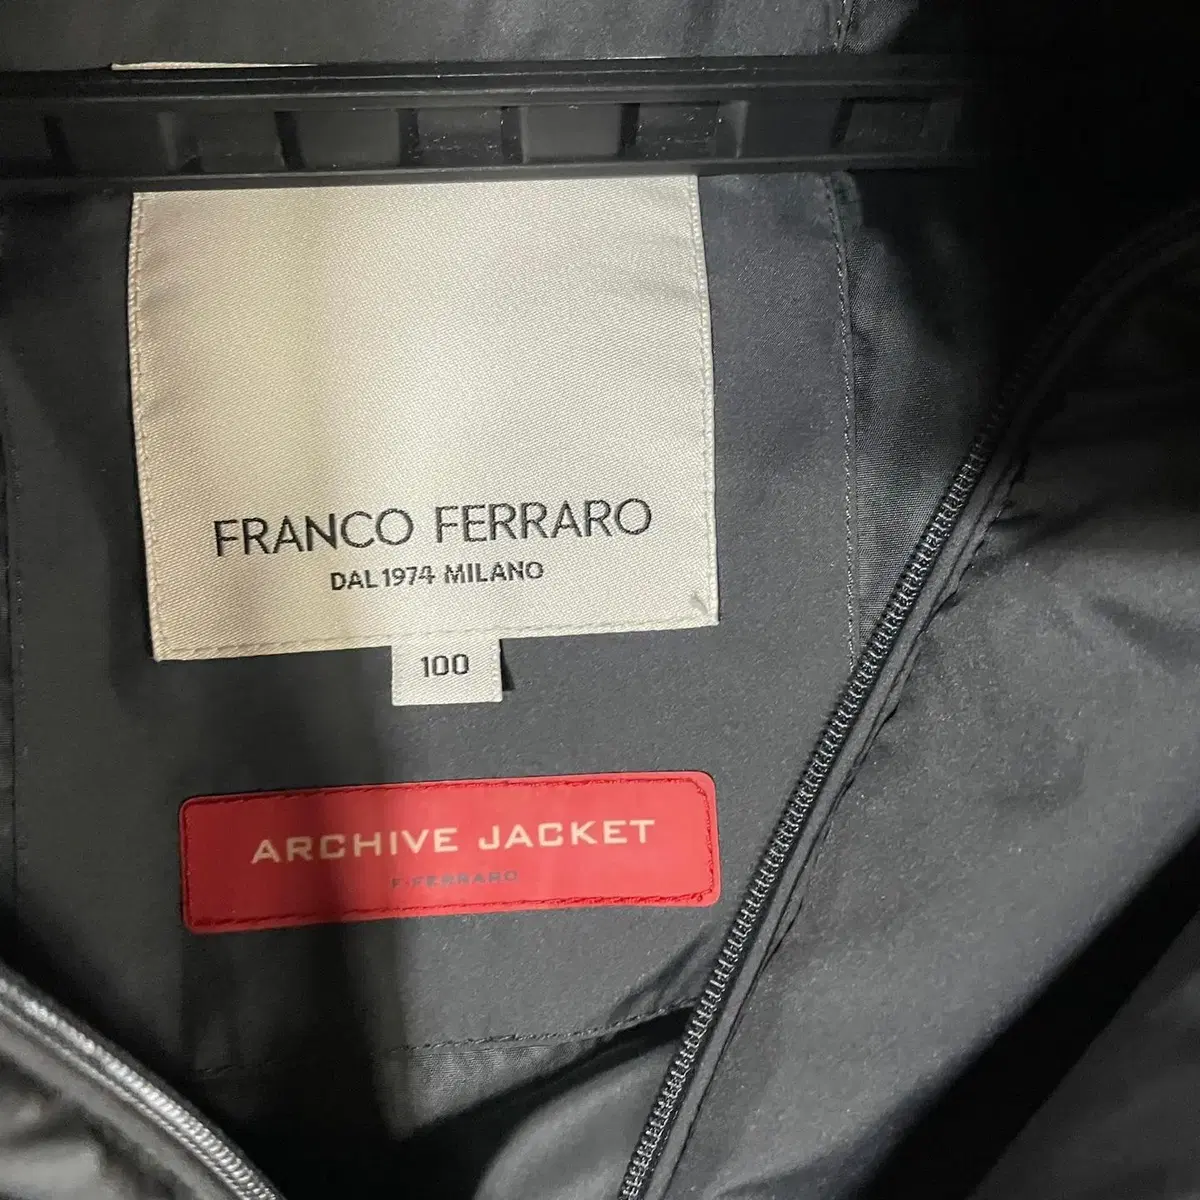 FRANCO FERRARO
DAL 1974 MILANO
100
ARCHIVE JACKET
F·FERRARO